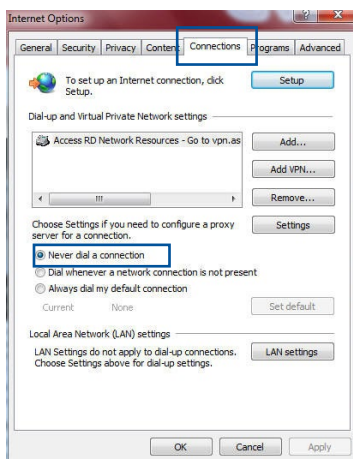 Internet Options
General Security Privacy Content Connections Programs Advanced
To set up an Internet connection, click
Setup.
Setup
Dial-up and Virtual Private Network settings
Access RD Network Resources - Go to vpn.as
Add...
Add VPN...
Remove...
Choose Settings if you need to configure a proxy
server for a connection.
Settings
Never dial a connection
Dial whenever a network connection is not present
Always dial my default connection
Current None
Set default
Local Area Network (LAN) settings
LAN Settings do not apply to dial-up connections.
Choose Settings above for dial-up settings.
LAN settings
OK Cancel Apply